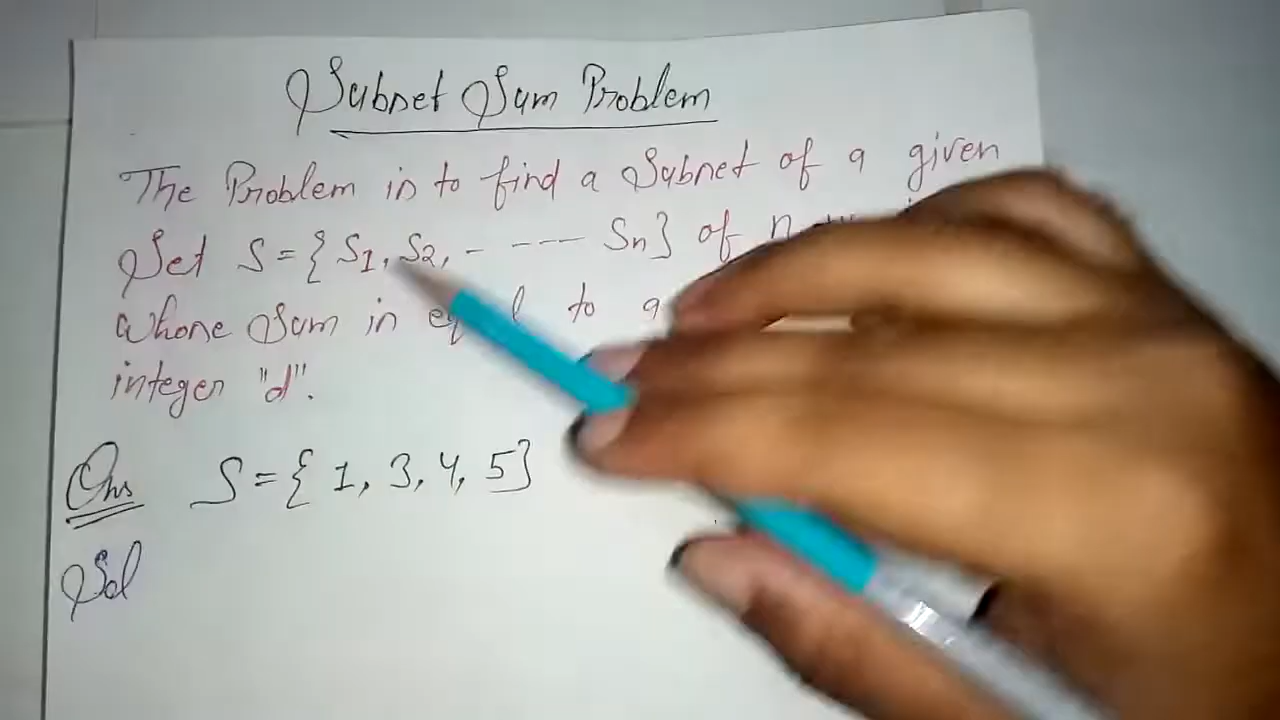 Subset Sum Problem
The Problem is to find a Subset of a given
Set S = {S1, S2, - ---- Sn} of n
whose Sum is to a
integer "d".
Qns S = { 1, 3, 4, 5}
Sol